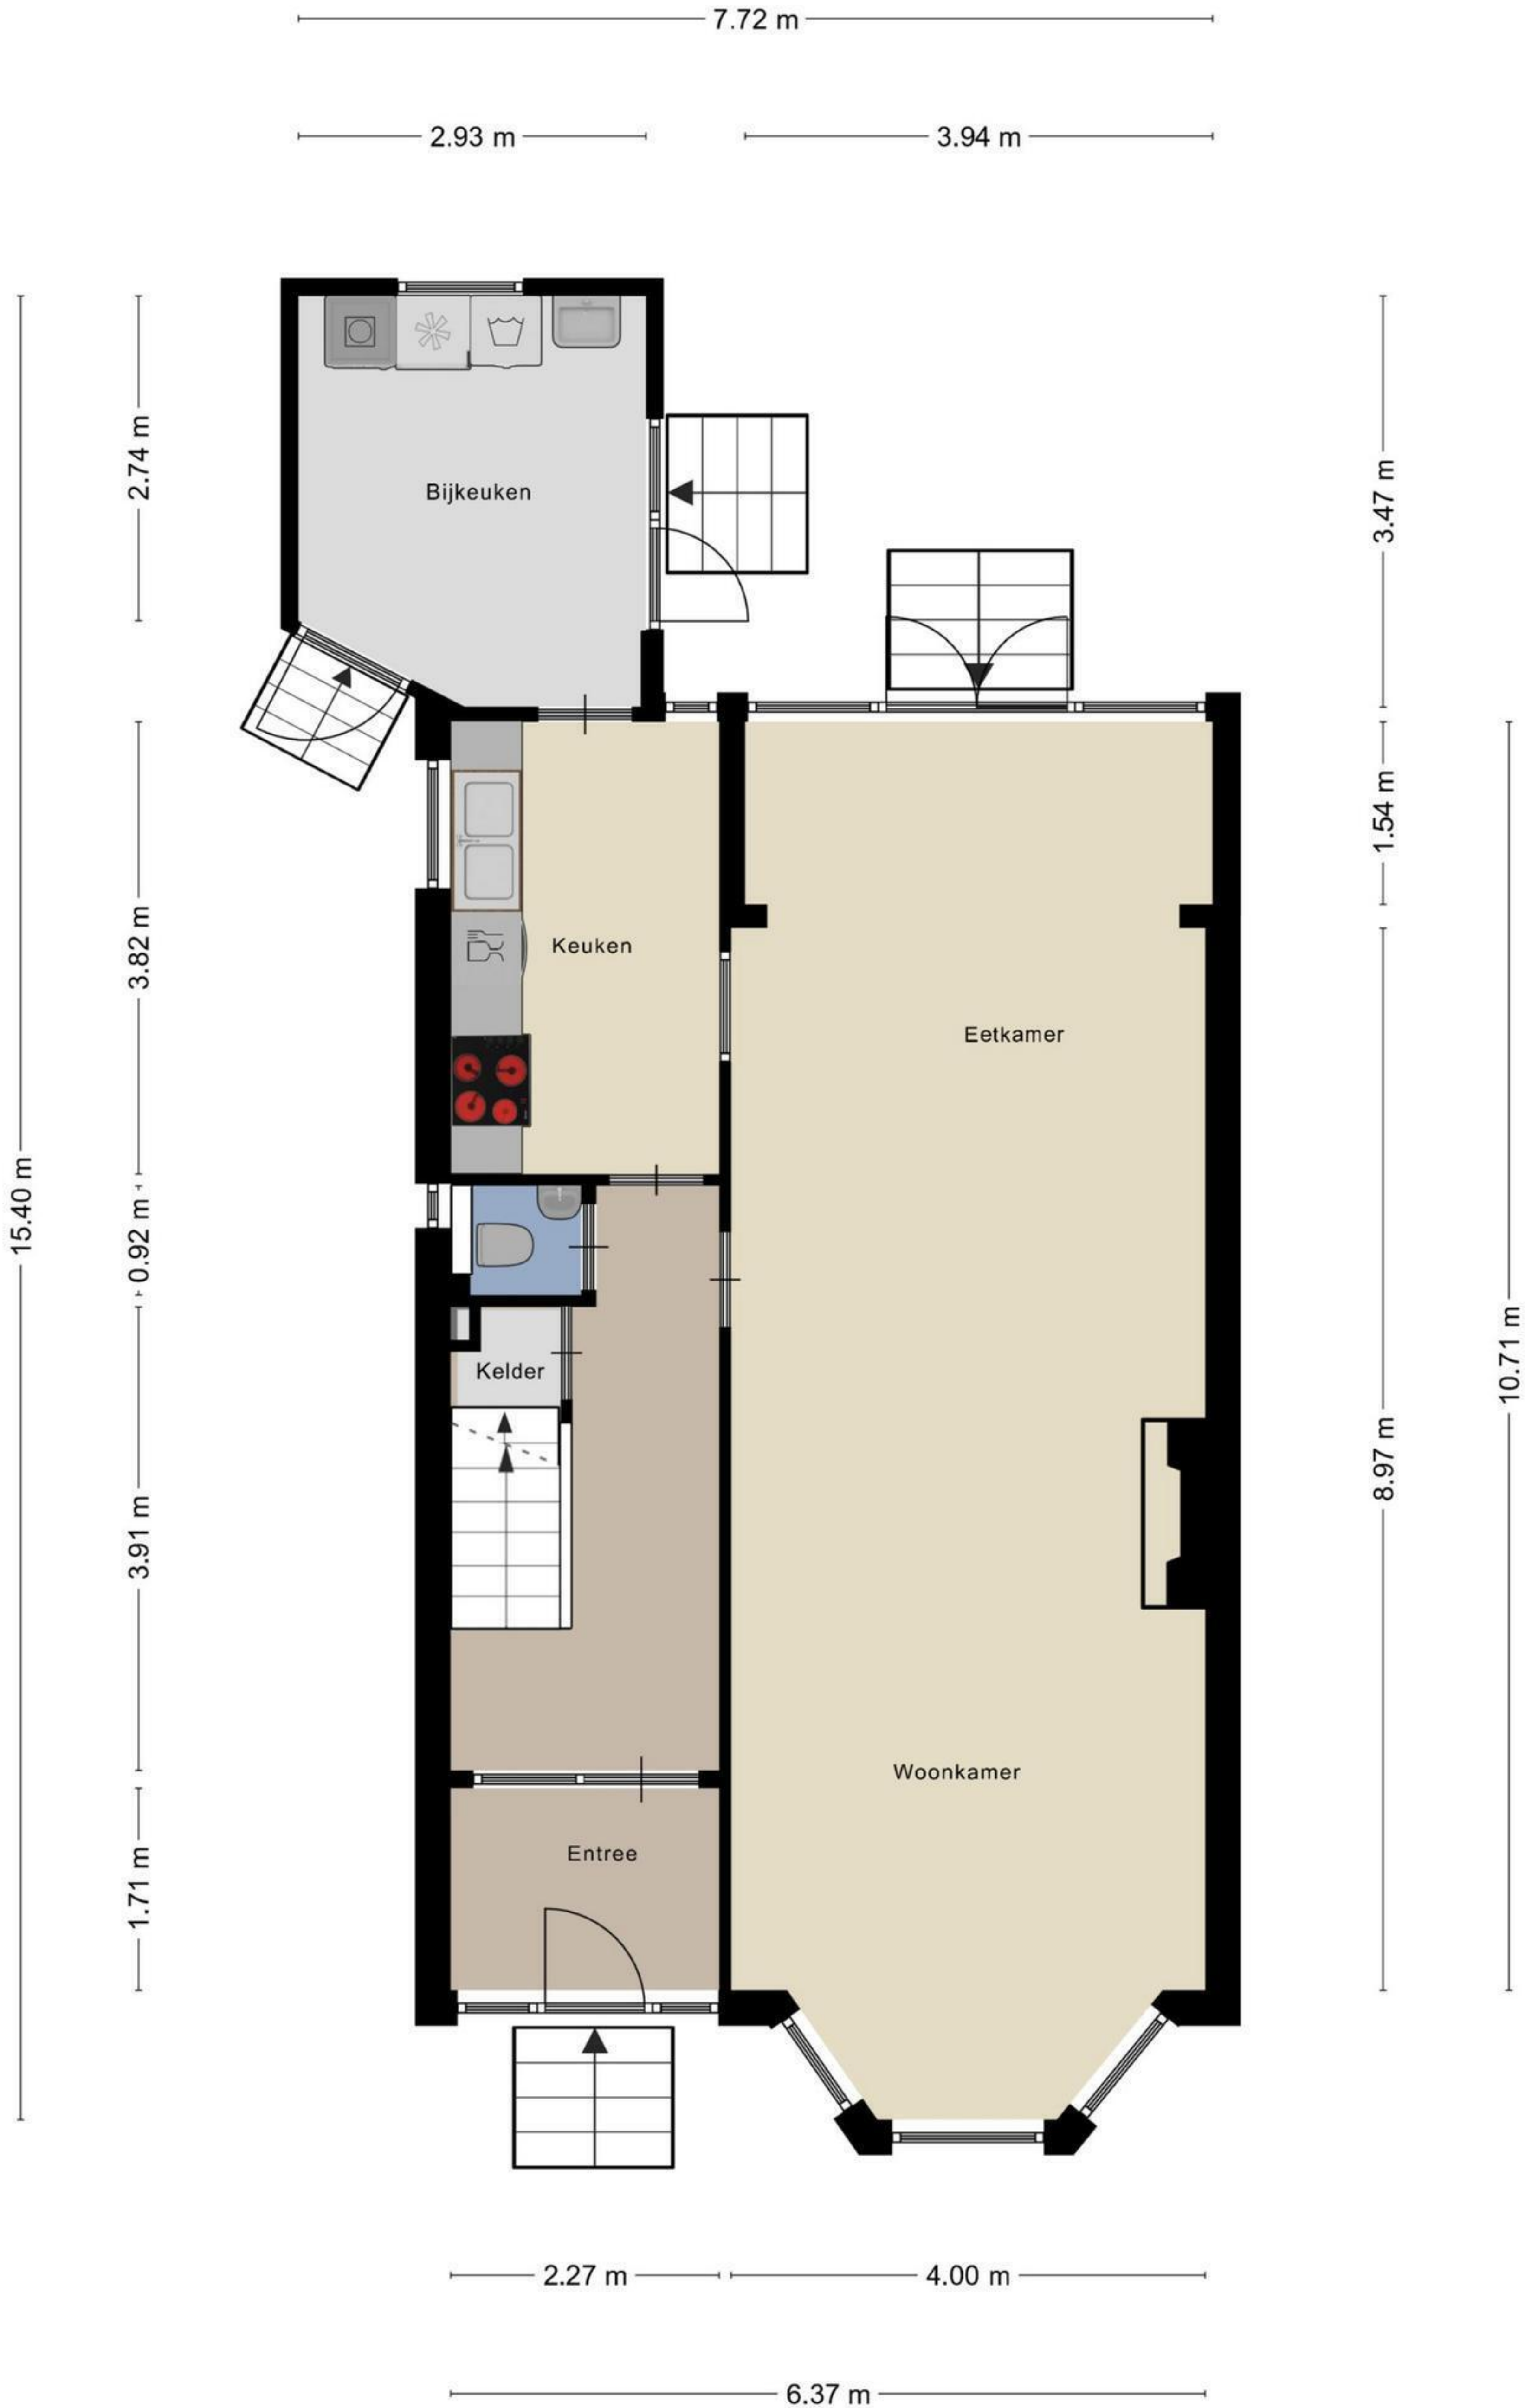 7.72 m
2.93 m
3.94 m
2.74 m
3.47 m
Bijkeuken
1.54 m
3.82 m
Keuken
Eetkamer
15.40 m
0.92 m
10.71 m
Kelder
8.97 m
3.91 m
Woonkamer
Entree
1.71 m
2.27 m
4.00 m
6.37 m